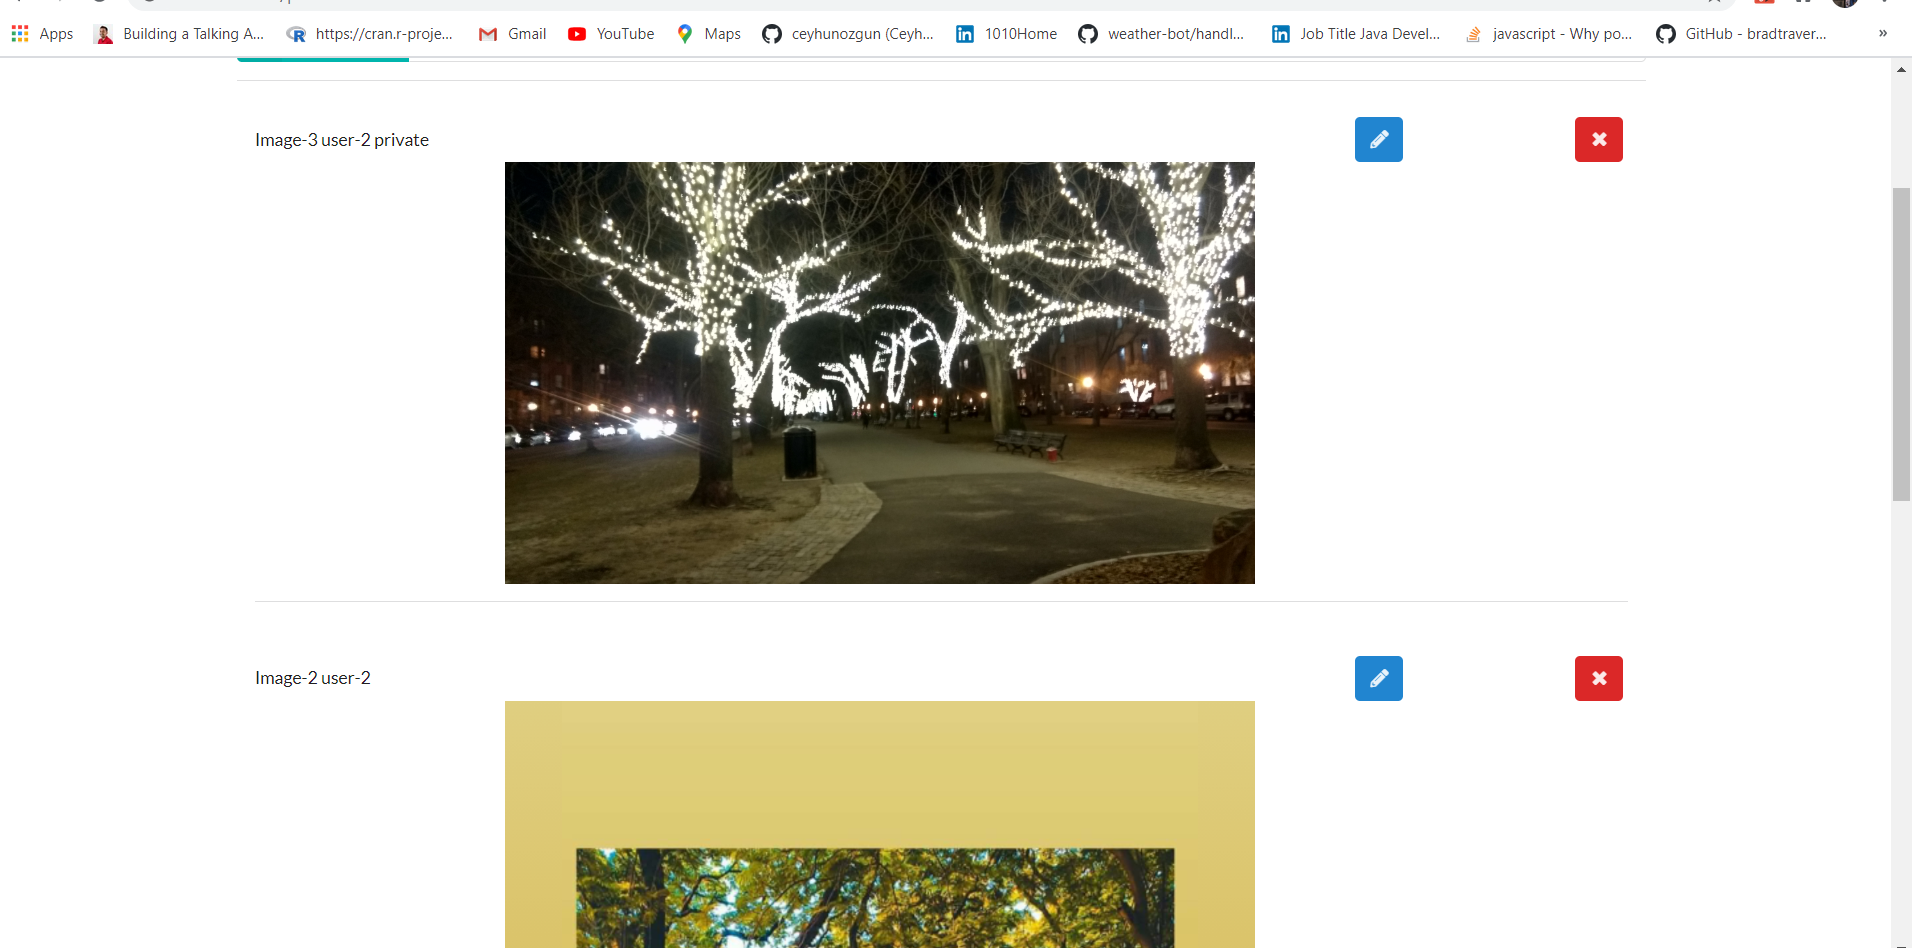 Apps Building a Talking A... https://cran.r-proje... Gmail YouTube Maps ceyhunozgun (Ceyh... 1010Home weather-bot/handl... Job Title Java Devel... javascript - Why po... GitHub - bradtraver... »
Image-3 user-2 private
Image-2 user-2